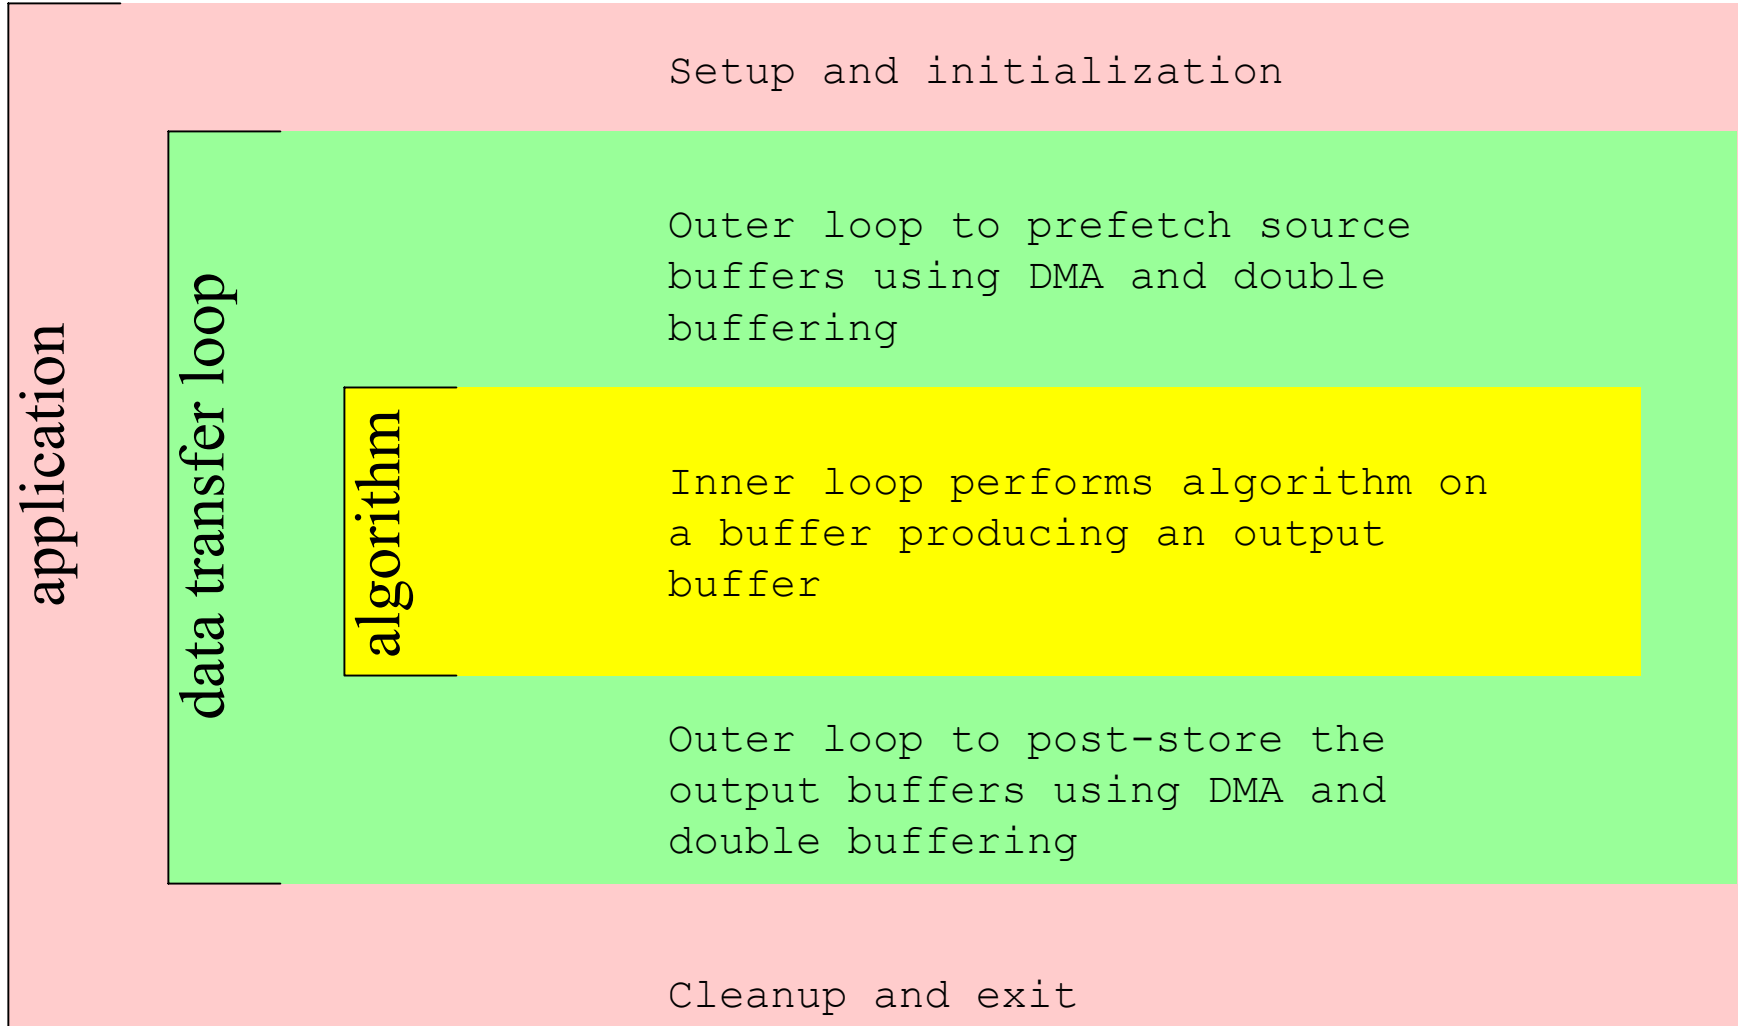 application
Setup and initialization
data transfer loop
Outer loop to prefetch source
buffers using DMA and double
buffering
algorithm
Inner loop performs algorithm on
a buffer producing an output
buffer
Outer loop to post-store the
output buffers using DMA and
double buffering
Cleanup and exit